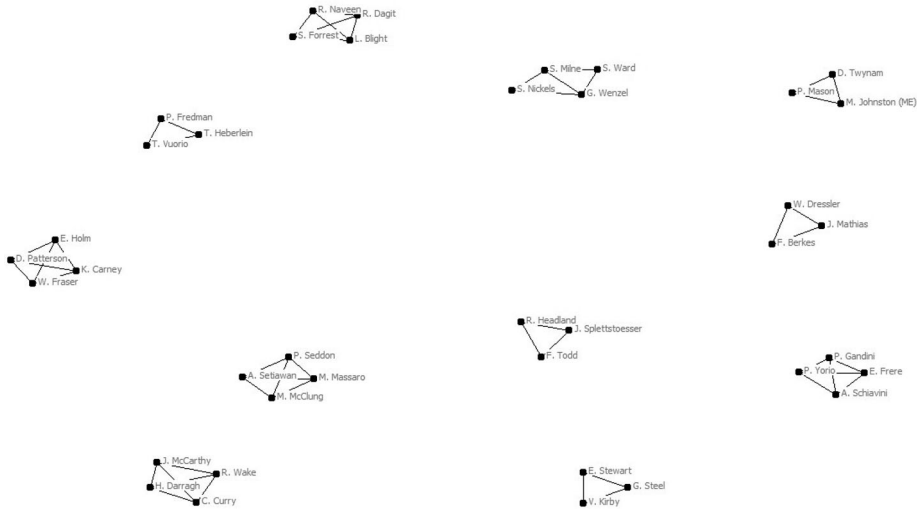 R. Naveen
R. Dagit
S. Forrest
L. Blight
S. Milne
S. Ward
S. Nickels
G. Wenzel
D. Twynam
P. Mason
M. Johnston (ME)
P. Fredman
T. Heberlein
T. Vuorio
W. Dressler
J. Mathias
F. Berkes
E. Holm
D. Patterson
K. Carney
W. Fraser
R. Headland
J. Splettstoesser
F. Todd
P. Seddon
A. Setiawan
M. Massaro
M. McClung
P. Gandini
P. Yorio
E. Frere
A. Schiavini
J. McCarthy
R. Wake
H. Darragh
C. Curry
E. Stewart
G. Steel
V. Kirby